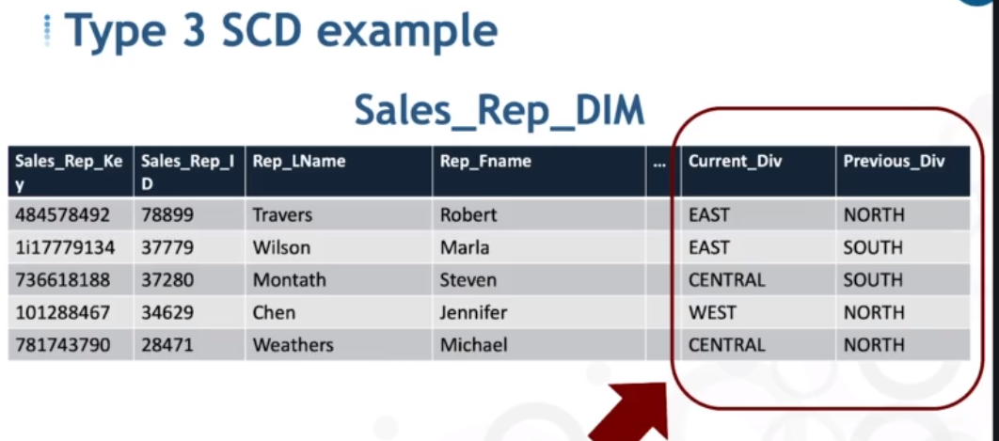 Type 3 SCD example
Sales_Rep_DIM
Sales_Rep_Ke Sales_Rep_I Rep_LName Rep_Fname ... Current_Div Previous_Div
y D
484578492 78899 Travers Robert EAST NORTH
1i17779134 37779 Wilson Marla EAST SOUTH
736618188 37280 Montath Steven CENTRAL SOUTH
101288467 34629 Chen Jennifer WEST NORTH
781743790 28471 Weathers Michael CENTRAL NORTH